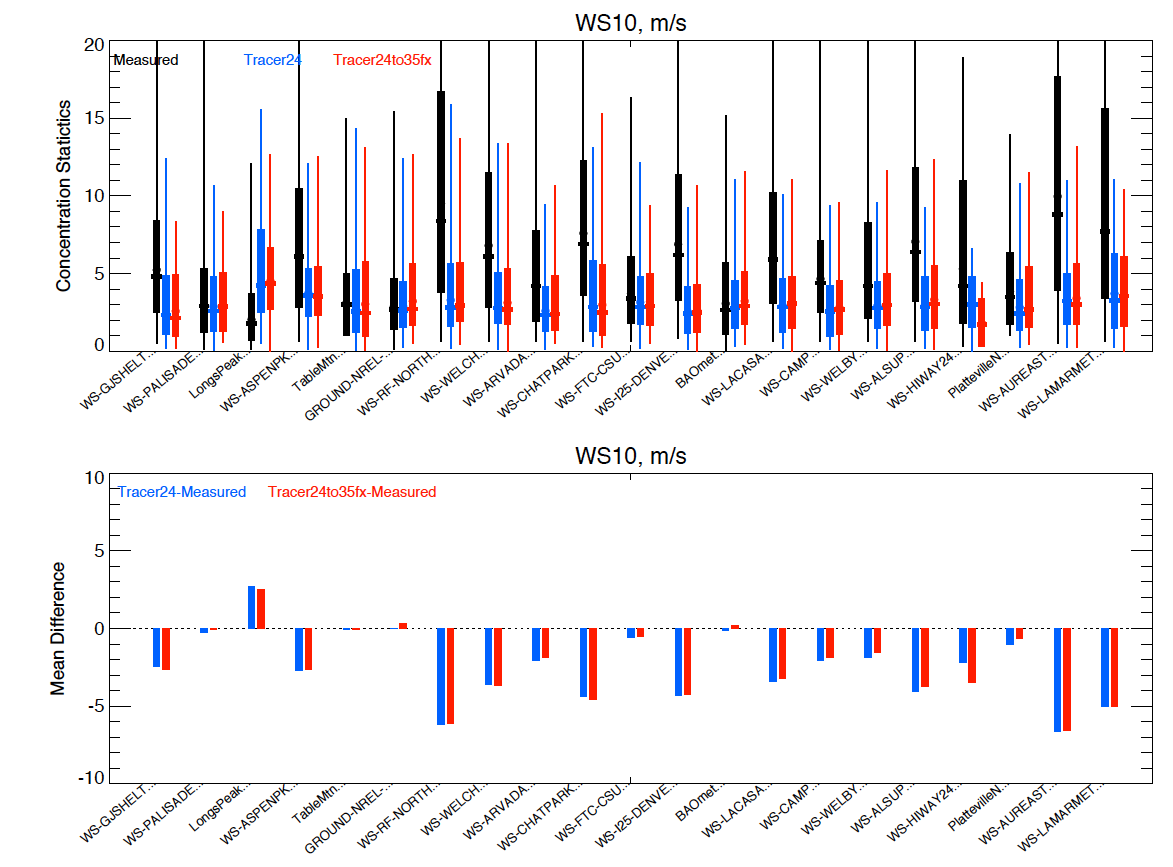 WS10, m/s
Measured Tracer24 Tracer24to35fx
Concentration Statictics
20
15
10
5
0
WS-GJSHELT...
WS-PALISADE...
LongsPeak...
WS-ASPENPK...
TableMtn...
GROUND-NREL-...
WS-RF-NORTH...
WS-WELCH...
WS-ARVADA...
WS-CHATPARK...
WS-FTC-CSU...
WS-I25-DENVE...
BAOmet...
WS-LACASA...
WS-CAMP...
WS-WELBY...
WS-ALSUP...
WS-HIWAY24...
PlattevilleN...
WS-AUREAST...
WS-LAMARMET...
WS10, m/s
Tracer24-Measured Tracer24to35fx-Measured
Mean Difference
10
5
0
-5
-10
WS-GJSHELT...
WS-PALISADE...
LongsPeak...
WS-ASPENPK...
TableMtn...
GROUND-NREL-...
WS-RF-NORTH...
WS-WELCH...
WS-ARVADA...
WS-CHATPARK...
WS-FTC-CSU...
WS-I25-DENVE...
BAOmet...
WS-LACASA...
WS-CAMP...
WS-WELBY...
WS-ALSUP...
WS-HIWAY24...
PlattevilleN...
WS-AUREAST...
WS-LAMARMET...